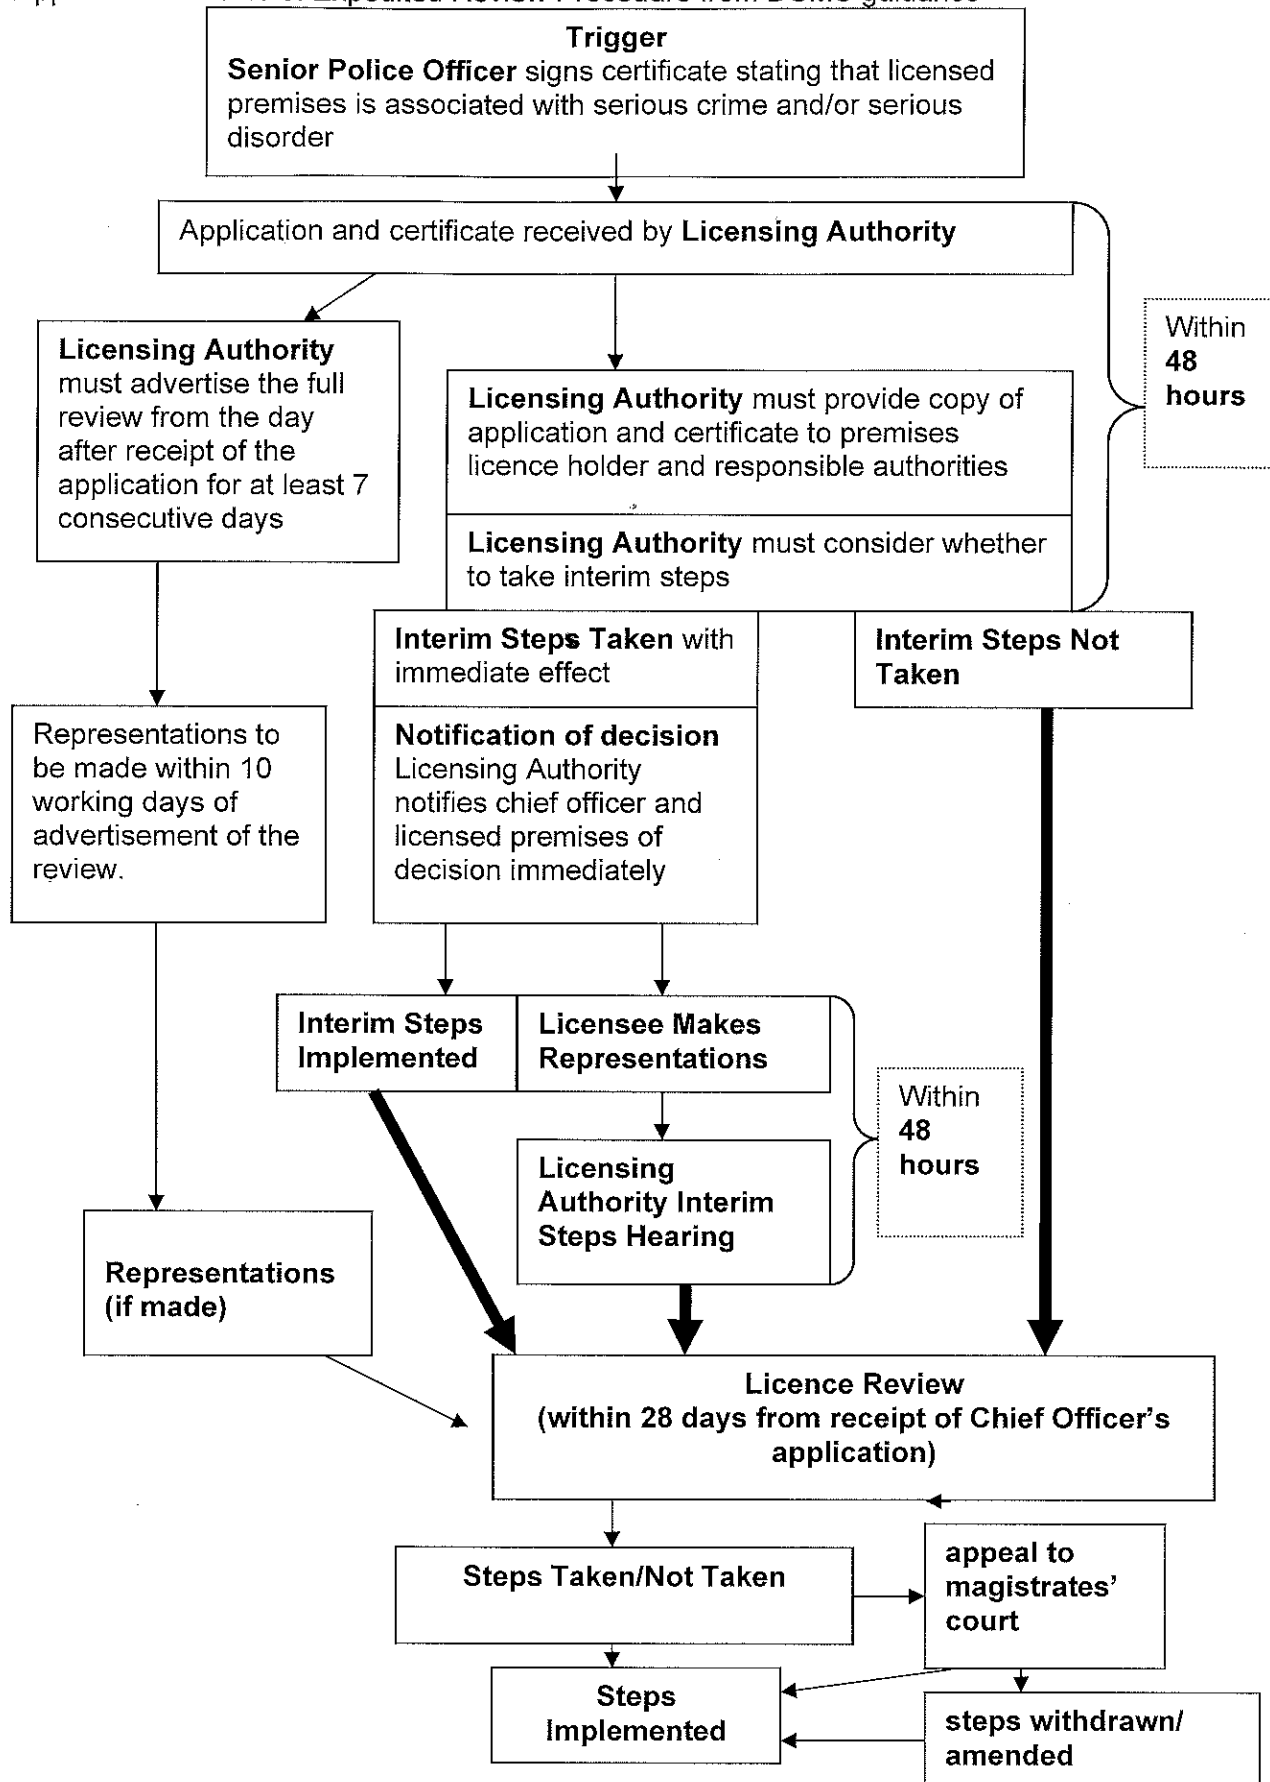 Expedited Review Procedure from DCMS guidance
Trigger
Senior Police Officer signs certificate stating that licensed
premises is associated with serious crime and/or serious
disorder
Application and certificate received by Licensing Authority
Within
48
hours
Licensing Authority
must advertise the full
review from the day
after receipt of the
application for at least 7
consecutive days
Licensing Authority must provide copy of
application and certificate to premises
licence holder and responsible authorities
Licensing Authority must consider whether
to take interim steps
Interim Steps Taken with
immediate effect
Interim Steps Not
Taken
Representations to
be made within 10
working days of
advertisement of the
review.
Notification of decision
Licensing Authority
notifies chief officer and
licensed premises of
decision immediately
Interim Steps
Implemented
Licensee Makes
Representations
Within
48
hours
Licensing
Authority Interim
Steps Hearing
Representations
(if made)
Licence Review
(within 28 days from receipt of Chief Officer's
application)
Steps Taken/Not Taken
appeal to
magistrates'
court
Steps
Implemented
steps withdrawn/
amended